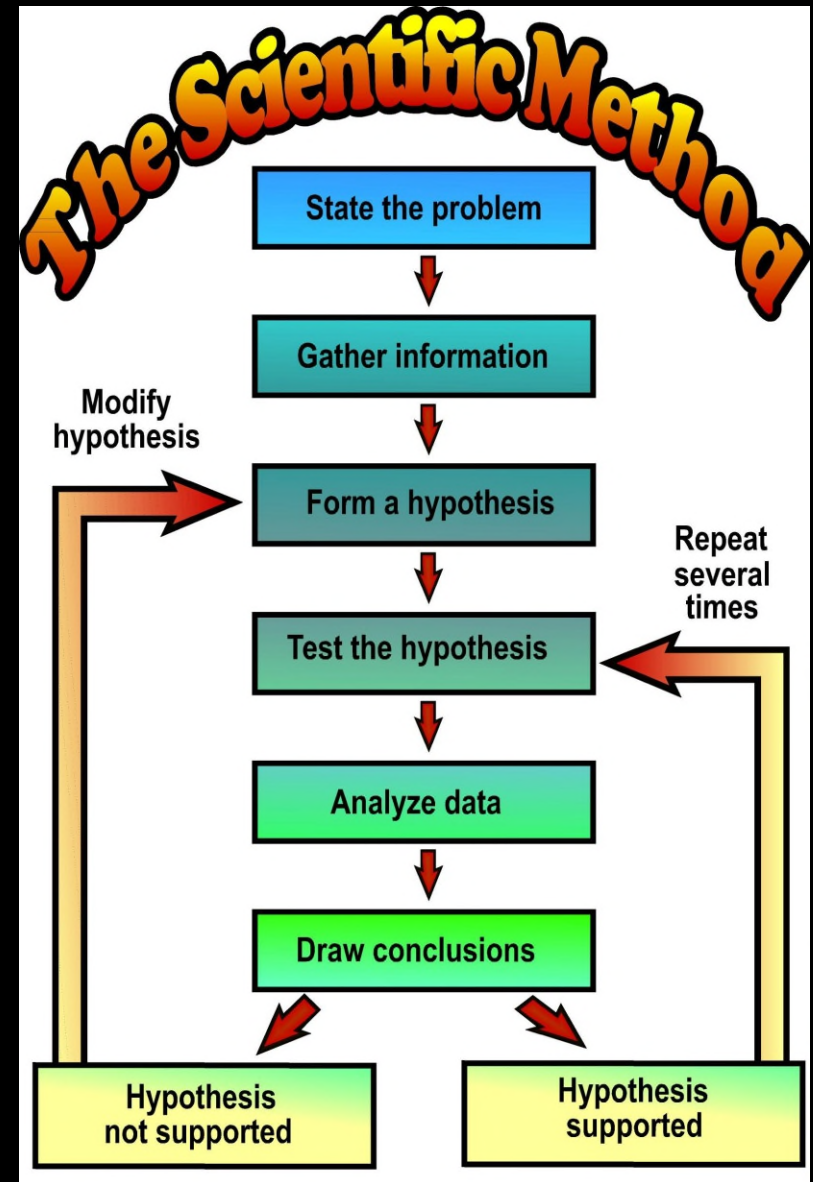 The Scientific Method
State the problem
Gather information
Modify
hypothesis
Form a hypothesis
Repeat
several
times
Test the hypothesis
Analyze data
Draw conclusions
Hypothesis
not supported
Hypothesis
supported